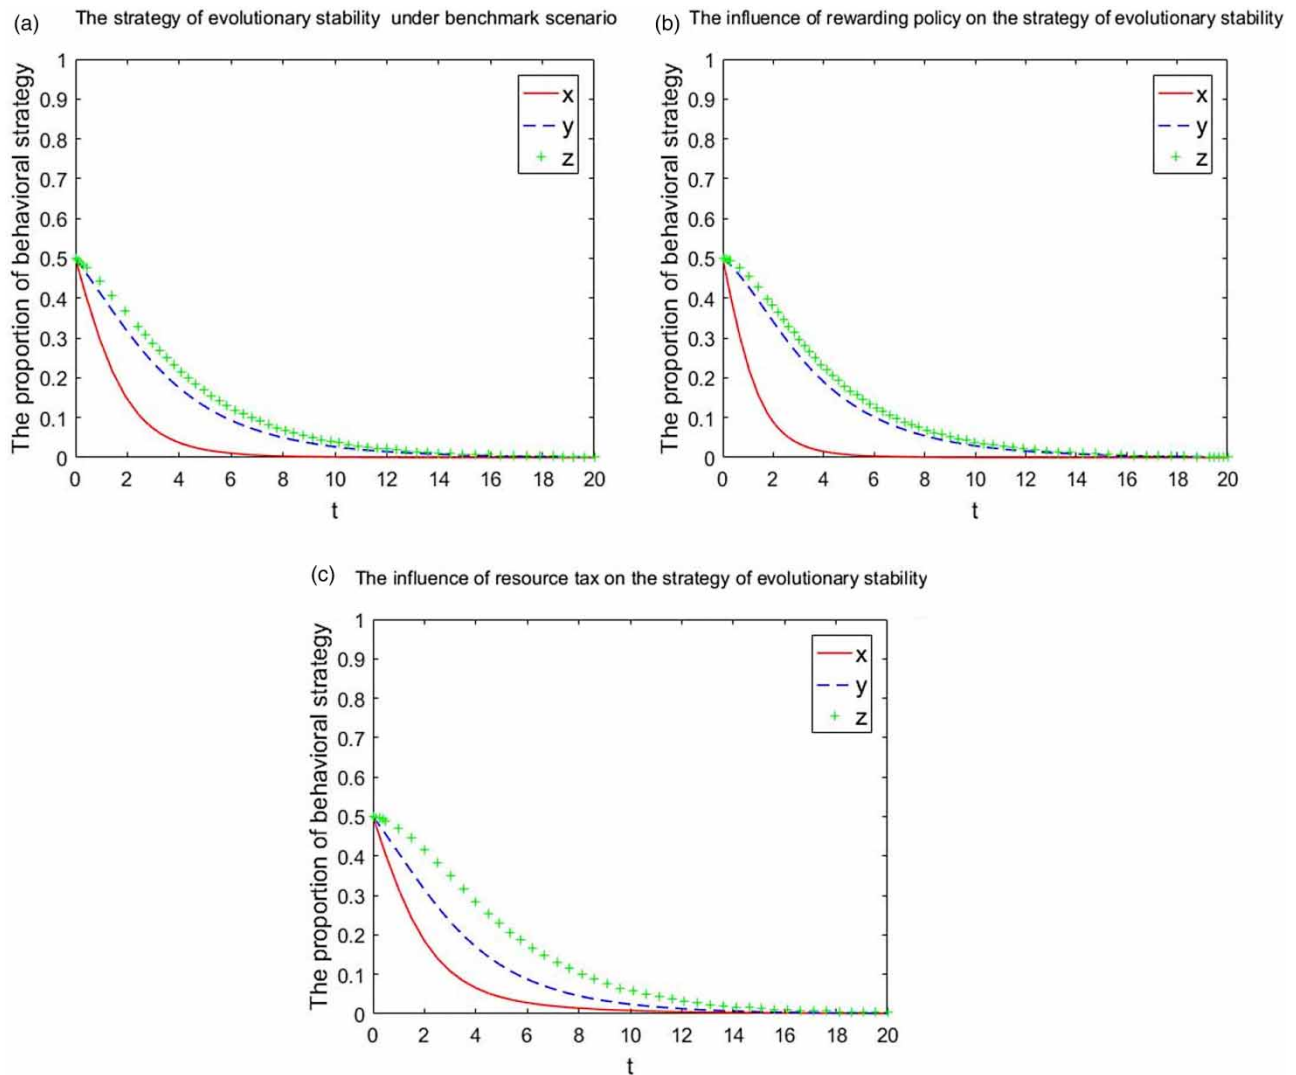 (a) The strategy of evolutionary stability under benchmark scenario
The proportion of behavioral strategy
1
0.9
0.8
0.7
0.6
0.5
0.4
0.3
0.2
0.1
0
x
y
z
0 2 4 6 8 10 12 14 16 18 20
t
(b) The influence of rewarding policy on the strategy of evolutionary stability
The proportion of behavioral strategy
1
0.9
0.8
0.7
0.6
0.5
0.4
0.3
0.2
0.1
0
x
y
z
0 2 4 6 8 10 12 14 16 18 20
t
(c) The influence of resource tax on the strategy of evolutionary stability
The proportion of behavioral strategy
1
0.9
0.8
0.7
0.6
0.5
0.4
0.3
0.2
0.1
0
x
y
z
0 2 4 6 8 10 12 14 16 18 20
t